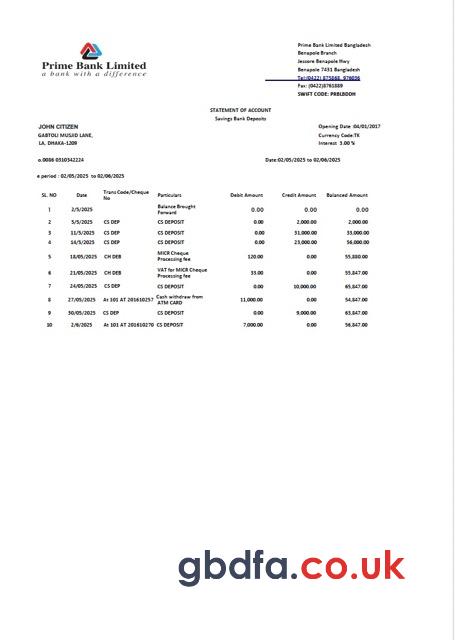 Prime Bank Limited
a bank with a difference
Prime Bank Limited Bangladesh
Benapole Branch
Jessore Benapole Hwy
Benapole 7431 Bangladesh
Tel:(0422) 875868, 976056
Fax: (0422)8761889
SWIFT CODE: PRBLBDDH
STATEMENT OF ACCOUNT
Savings Bank Deposits
JOHN CITIZEN
GABTOLI MUSJID LANE,
LA, DHAKA-1209
Opening Date :04/01/2017
Currency Code:TK
Interest 3.00 %
o.0086 0310342224 Date:02/05/2025 to 02/06/2025
e period : 02/05/2025 to 02/06/2025
SL. NO Date Trans Code/Cheque No Particulars Debit Amount Credit Amount Balanced Amount
1 2/5/2025 Balance Brought Forward 0.00 0.00 0.00
2 5/5/2025 CS DEP CS DEPOSIT 0.00 2,000.00 2,000.00
3 11/5/2025 CS DEP CS DEPOSIT 0.00 31,000.00 33,000.00
4 14/5/2025 CS DEP CS DEPOSIT 0.00 23,000.00 56,000.00
5 18/05/2025 CH DEB MICR Cheque Processing fee 120.00 0.00 55,880.00
6 21/05/2025 CH DEB VAT for MICR Cheque Processing fee 33.00 0.00 55,847.00
7 24/05/2025 CS DEP CS DEPOSIT 0.00 10,000.00 65,847.00
8 27/05/2025 At 101 AT 201610257 Cash withdraw from ATM CARD 11,000.00 0.00 54,847.00
9 30/05/2025 CS DEP CS DEPOSIT 0.00 9,000.00 63,847.00
10 2/6/2025 At 101 AT 201610270 CS DEPOSIT 7,000.00 0.00 56,847.00
gbdfa.co.uk